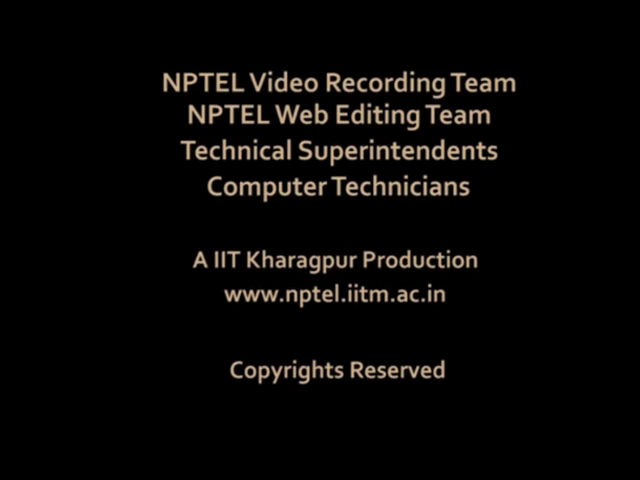 NPTEL Video Recording Team
NPTEL Web Editing Team
Technical Superintendents
Computer Technicians
A IIT Kharagpur Production
www.nptel.iitm.ac.in
Copyrights Reserved